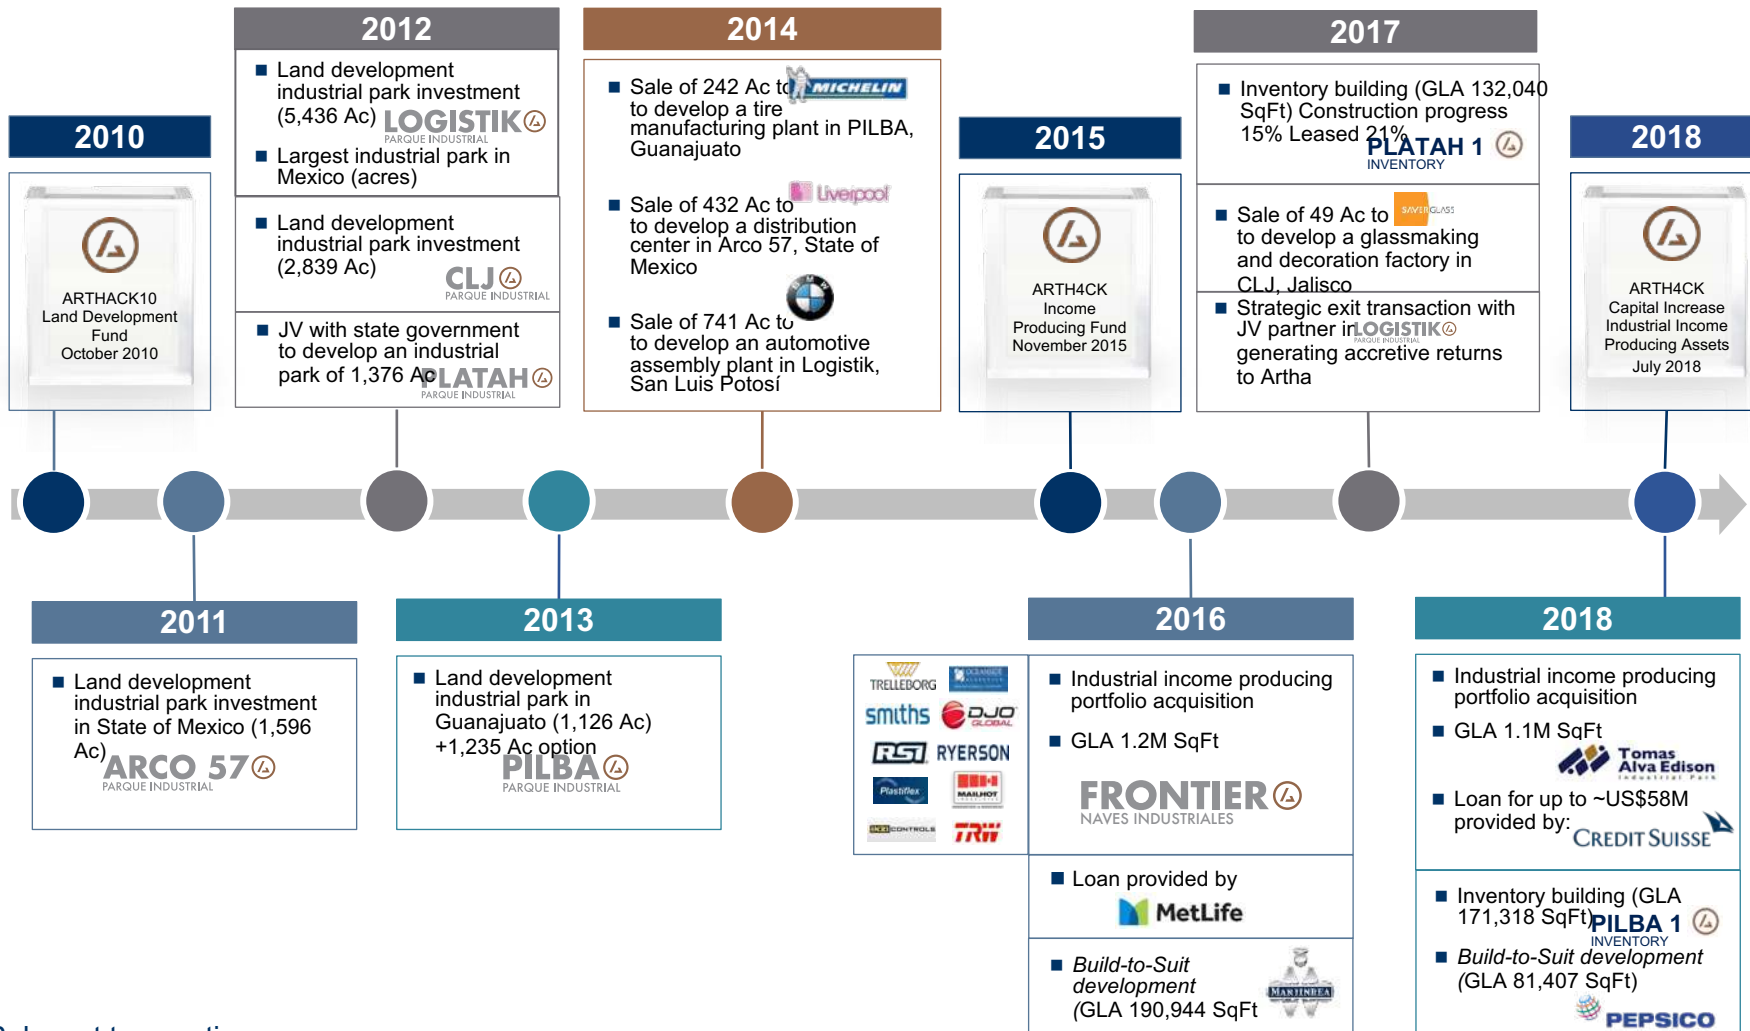 2010
ARTHACK10
Land Development
Fund
October 2010
2012
Land development
industrial park investment
(5,436 Ac)
LOGISTIK
PARQUE INDUSTRIAL
Largest industrial park in
Mexico (acres)
Land development
industrial park investment
(2,839 Ac)
CLJ
PARQUE INDUSTRIAL
JV with state government
to develop an industrial
park of 1,376 Ac
PLATAH
PARQUE INDUSTRIAL
2014
Sale of 242 Ac to
MICHELIN
to develop a tire
manufacturing plant in PILBA,
Guanajuato
Liverpool
Sale of 432 Ac to
to develop a distribution
center in Arco 57, State of
Mexico
BMW
Sale of 741 Ac to
to develop an automotive
assembly plant in Logistik,
San Luis Potosí
2015
ARTH4CK
Income
Producing Fund
November 2015
2017
Inventory building (GLA 132,040
SqFt) Construction progress
15% Leased 21%
PLATAH 1
INVENTORY
Sale of 49 Ac to
SAVERGLASS
to develop a glassmaking
and decoration factory in
CLJ, Jalisco
Strategic exit transaction with
JV partner in
LOGISTIK
PARQUE INDUSTRIAL
generating accretive returns
to Artha
2018
ARTH4CK
Capital Increase
Industrial Income
Producing Assets
July 2018
2011
Land development
industrial park investment
in State of Mexico (1,596
Ac)
ARCO 57
PARQUE INDUSTRIAL
2013
Land development
industrial park in
Guanajuato (1,126 Ac)
+1,235 Ac option
PILBA
PARQUE INDUSTRIAL
TRELLEBORG
smiths
DJO
GLOBAL
RSI
RYERSON
Plastiflex
MAILHOT
CONTROLS
TRW
2016
Industrial income producing
portfolio acquisition
GLA 1.2M SqFt
FRONTIER
NAVES INDUSTRIALES
Loan provided by
MetLife
Build-to-Suit
development
(GLA 190,944 SqFt
MARTINREA
2018
Industrial income producing
portfolio acquisition
GLA 1.1M SqFt
Tomas
Alva Edison
Industrial Park
Loan for up to ~US$58M
provided by:
CREDIT SUISSE
Inventory building (GLA
171,318 SqFt)
PILBA 1
INVENTORY
Build-to-Suit development
(GLA 81,407 SqFt)
PEPSICO